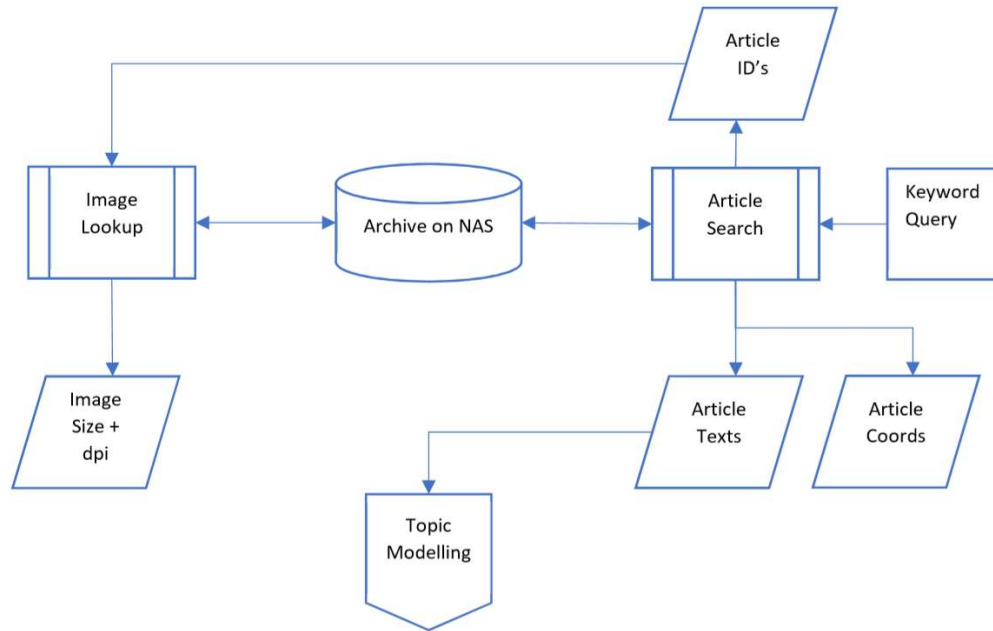 Article
ID's
Image
Lookup
Archive on NAS
Article
Search
Keyword
Query
Image
Size +
dpi
Article
Texts
Article
Coords
Topic
Modelling